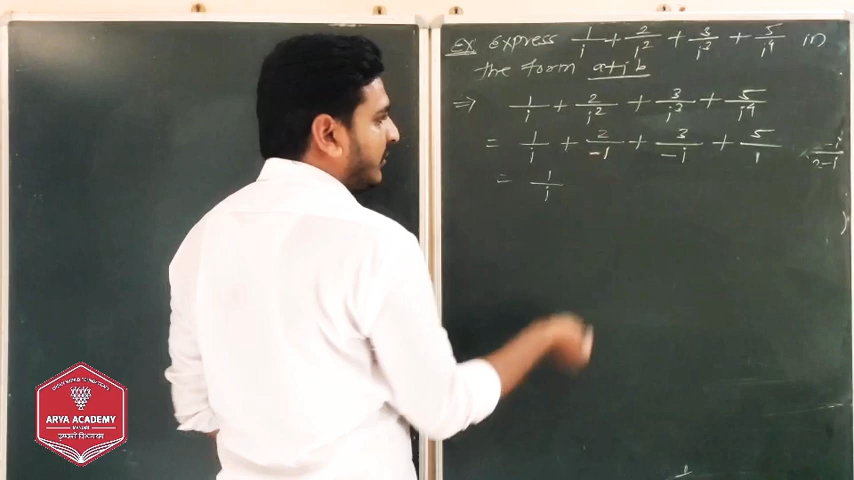 Ex express 1/i + 2/i² + 3/i³ + 5/i⁴ in
the form a+ib
⇒ 1/i + 2/i² + 3/i³ + 5/i⁴
= 1/i + 2/-1 + 3/-i + 5/1
= 1/i
ARYA ACADEMY